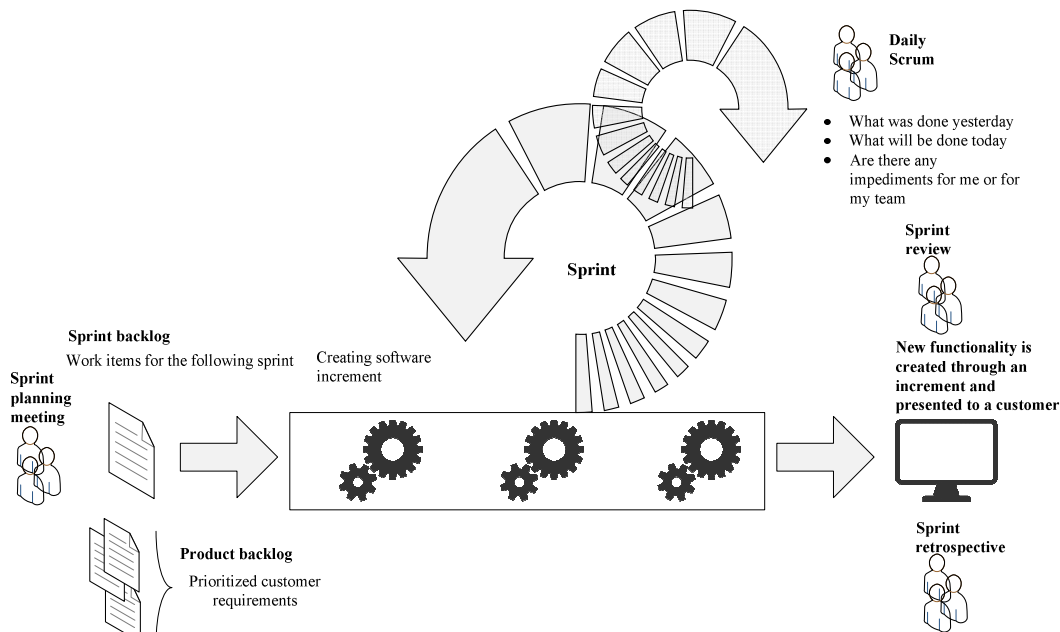 Daily
Scrum
● What was done yesterday
● What will be done today
● Are there any
impediments for me or for
my team
Sprint
Sprint
review
Sprint backlog
Work items for the following sprint
Creating software
increment
New functionality is
created through an
increment and
presented to a customer
Sprint
planning
meeting
Product backlog
Prioritized customer
requirements
Sprint
retrospective